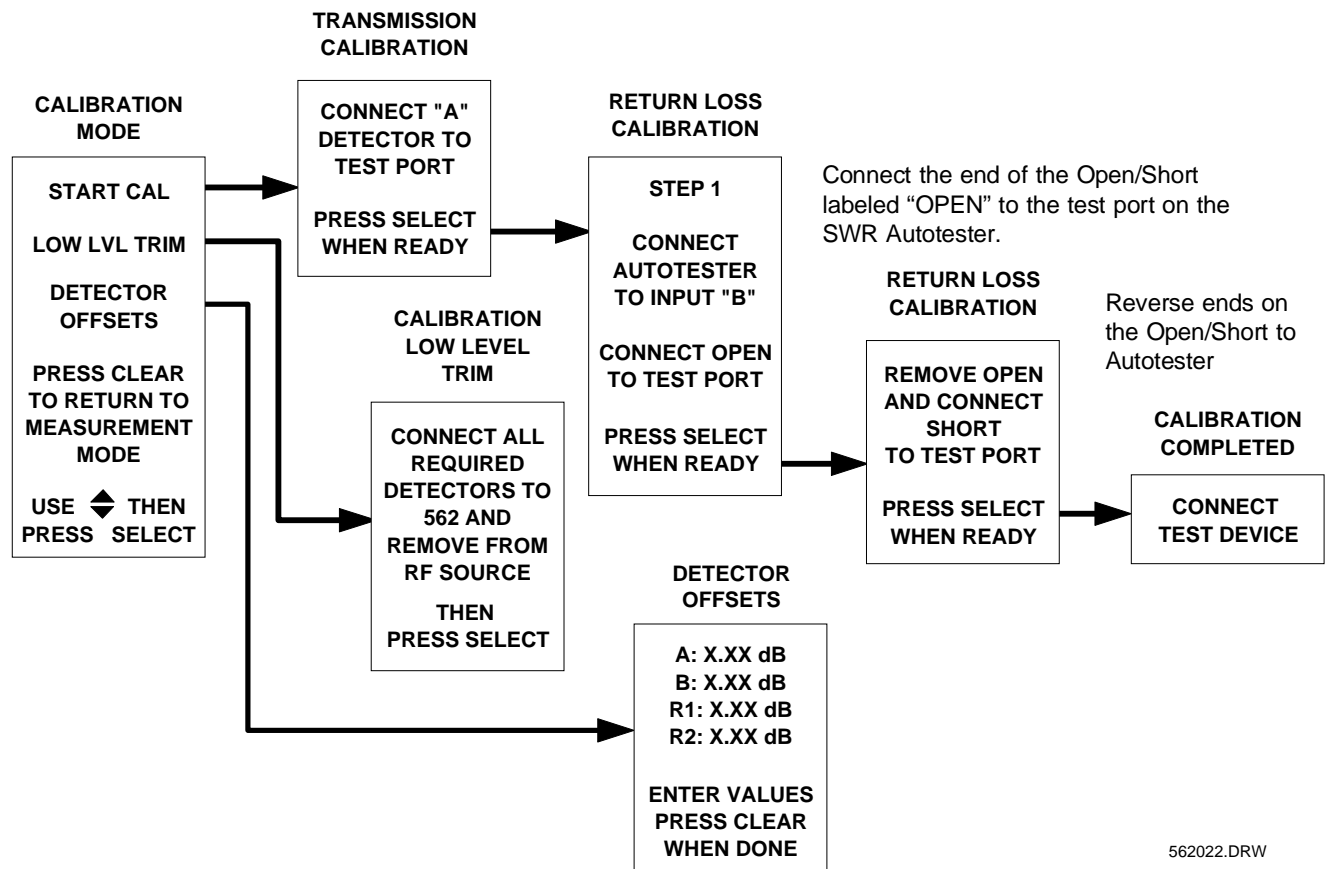 CALIBRATION
MODE
START CAL
LOW LVL TRIM
DETECTOR
OFFSETS
PRESS CLEAR
TO RETURN TO
MEASUREMENT
MODE
USE THEN
PRESS SELECT
TRANSMISSION
CALIBRATION
CONNECT "A"
DETECTOR TO
TEST PORT
PRESS SELECT
WHEN READY
RETURN LOSS
CALIBRATION
STEP 1
CONNECT
AUTOTESTER
TO INPUT "B"
CONNECT OPEN
TO TEST PORT
PRESS SELECT
WHEN READY
Connect the end of the Open/Short
labeled “OPEN” to the test port on the
SWR Autotester.
RETURN LOSS
CALIBRATION
REMOVE OPEN
AND CONNECT
SHORT
TO TEST PORT
PRESS SELECT
WHEN READY
Reverse ends on
the Open/Short to
Autotester
CALIBRATION
COMPLETED
CONNECT
TEST DEVICE
CALIBRATION
LOW LEVEL
TRIM
CONNECT ALL
REQUIRED
DETECTORS TO
562 AND
REMOVE FROM
RF SOURCE
THEN
PRESS SELECT
DETECTOR
OFFSETS
A: X.XX dB
B: X.XX dB
R1: X.XX dB
R2: X.XX dB
ENTER VALUES
PRESS CLEAR
WHEN DONE
562022.DRW